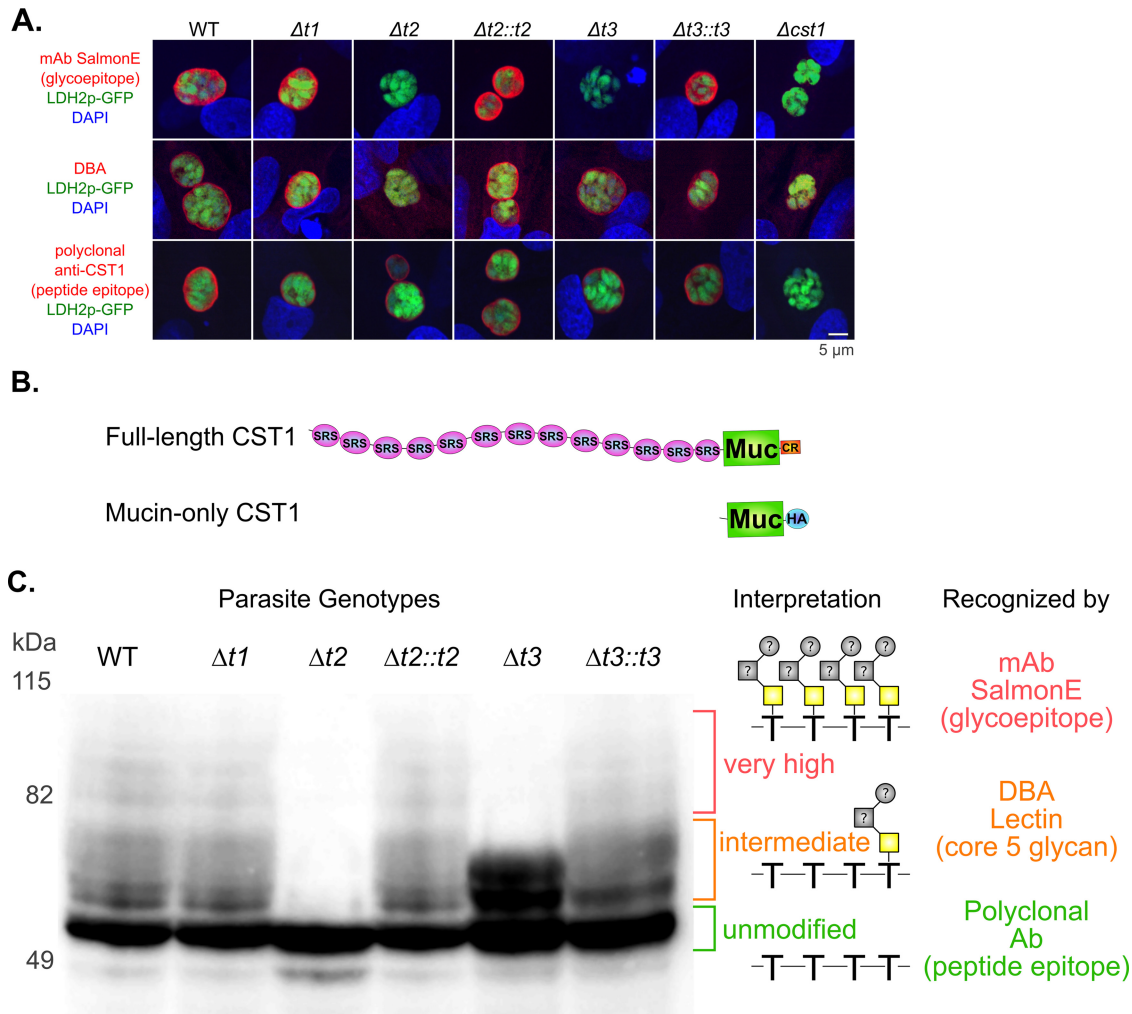 A.
WT Δt1 Δt2 Δt2::t2 Δt3 Δt3::t3 Δcst1
mAb SalmonE
(glycoepitope)
LDH2p-GFP
DAPI
DBA
LDH2p-GFP
DAPI
polyclonal
anti-CST1
(peptide epitope)
LDH2p-GFP
DAPI
5 µm
B.
Full-length CST1
SRS SRS SRS SRS SRS SRS SRS SRS SRS SRS SRS SRS SRS Muc CR
Mucin-only CST1
Muc HA
C.
Parasite Genotypes Interpretation Recognized by
kDa
WT Δt1 Δt2 Δt2::t2 Δt3 Δt3::t3
115
82
49
very high
intermediate
unmodified
? ? ? ?
? ? ? ?
T T T T
?
?
T T T T
T T T T
mAb
SalmonE
(glycoepitope)
DBA
Lectin
(core 5 glycan)
Polyclonal
Ab
(peptide epitope)